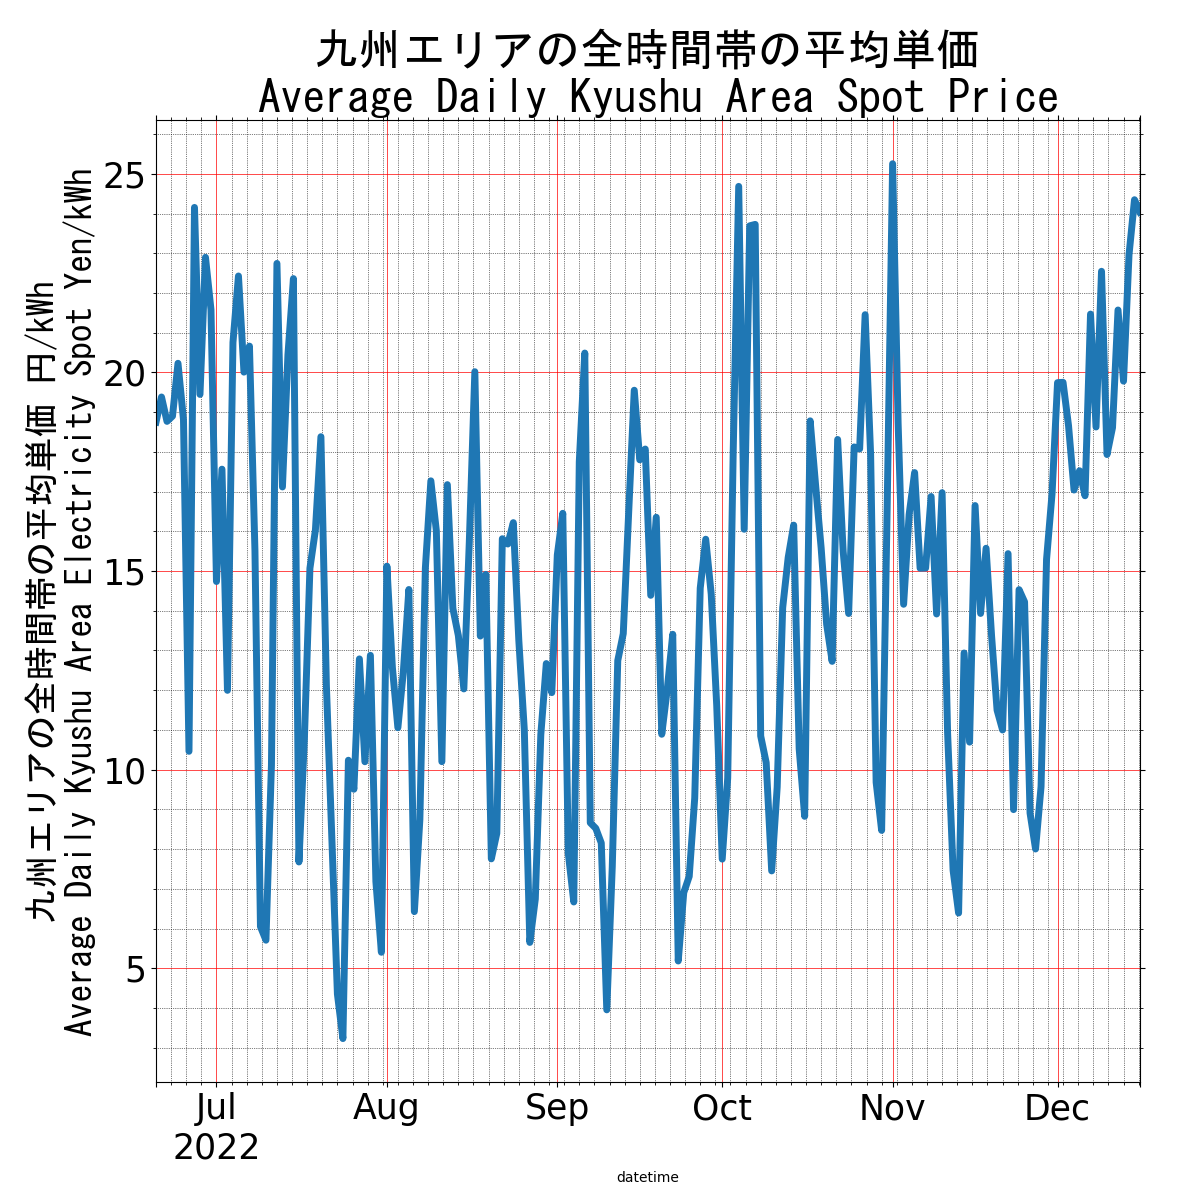 九州エリアの全時間帯の平均単価
Average Daily Kyushu Area Spot Price
九州エリアの全時間帯の平均単価 円/kWh
Average Daily Kyushu Area Electricity Spot Yen/kWh
25
20
15
10
5
Jul Aug Sep Oct Nov Dec
2022
datetime